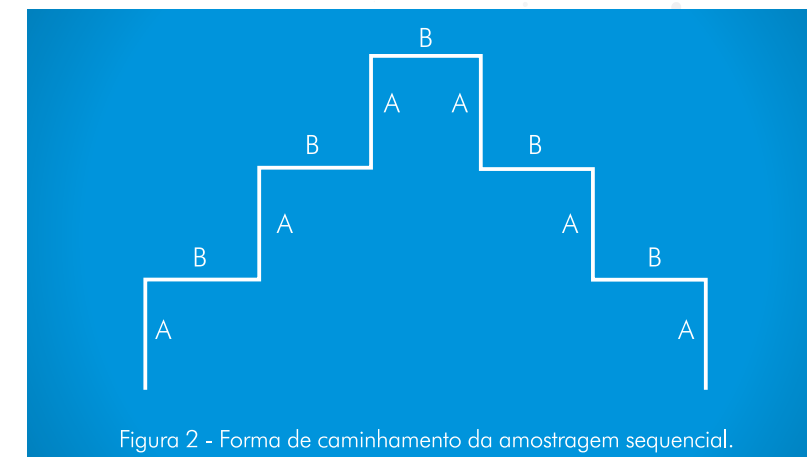 B
A A
B B
A A
B B
A A
Figura 2 - Forma de caminhamento da amostragem sequencial.